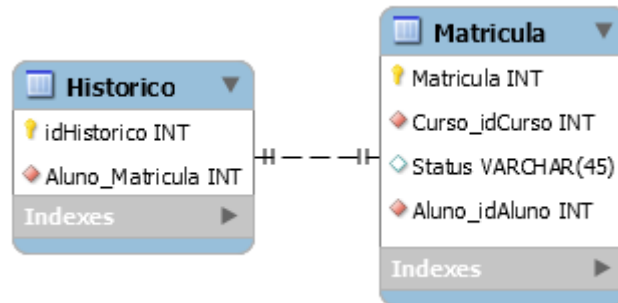 Historico
idHistorico INT
Aluno_Matricula INT
Indexes
Matricula
Matricula INT
Curso_idCurso INT
Status VARCHAR(45)
Aluno_idAluno INT
Indexes